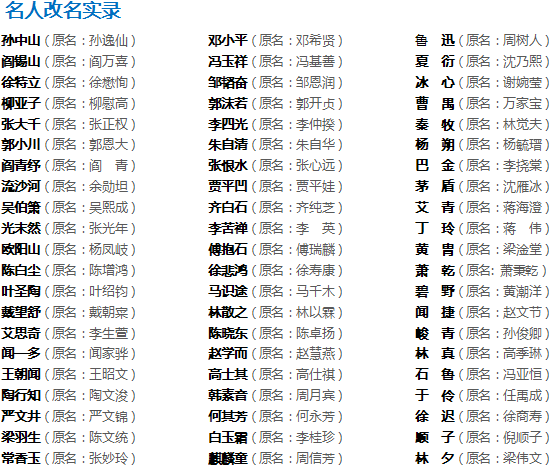 名人改名实录
孙中山（原名：孙逸仙） 邓小平（原名：邓希贤） 鲁 迅（原名：周树人）
阎锡山（原名：阎万喜） 冯玉祥（原名：冯基善） 夏 衍（原名：沈乃熙）
徐特立（原名：徐懋恂） 邹韬奋（原名：邹恩润） 冰 心（原名：谢婉莹）
柳亚子（原名：柳慰高） 郭沫若（原名：郭开贞） 曹 禺（原名：万家宝）
张大千（原名：张正权） 李四光（原名：李仲揆） 秦 牧（原名：林觉夫）
郭小川（原名：郭恩大） 朱自清（原名：朱自华） 杨 朔（原名：杨毓瑨）
阎青纾（原名：阎 青） 张恨水（原名：张心远） 巴 金（原名：李挠棠）
流沙河（原名：余勋坦） 贾平凹（原名：贾平娃） 茅 盾（原名：沈雁冰）
吴伯箫（原名：吴熙成） 齐白石（原名：齐纯芝） 艾 青（原名：蒋海澄）
光未然（原名：张光年） 李苦禅（原名：李 英） 丁 玲（原名：蒋 伟）
欧阳山（原名：杨凤岐） 傅抱石（原名：傅瑞麟） 黄 胄（原名：梁淦堂）
陈白尘（原名：陈增鸿） 徐悲鸿（原名：徐寿康） 萧 乾（原名：萧秉乾）
叶圣陶（原名：叶绍钧） 马识途（原名：马千木） 碧 野（原名：黄潮洋）
戴望舒（原名：戴朝寀） 林散之（原名：林以霖） 闻 捷（原名：赵文节）
艾思奇（原名：李生萱） 陈晓东（原名：陈卓扬） 峻 青（原名：孙俊卿）
闻一多（原名：闻家骅） 赵学而（原名：赵慧燕） 林 真（原名：高季琳）
王朝闻（原名：王昭文） 高士其（原名：高仕祺） 石 鲁（原名：冯亚恒）
陶行知（原名：陶文浚） 韩素音（原名：周月宾） 于 伶（原名：任禹成）
严文井（原名：严文锦） 何其芳（原名：何永芳） 徐 迟（原名：徐商寿）
梁羽生（原名：陈文统） 白玉霜（原名：李桂珍） 顺 子（原名：倪顺子）
常香玉（原名：张妙玲） 麒麟童（原名：周信芳） 林 夕（原名：梁伟文）